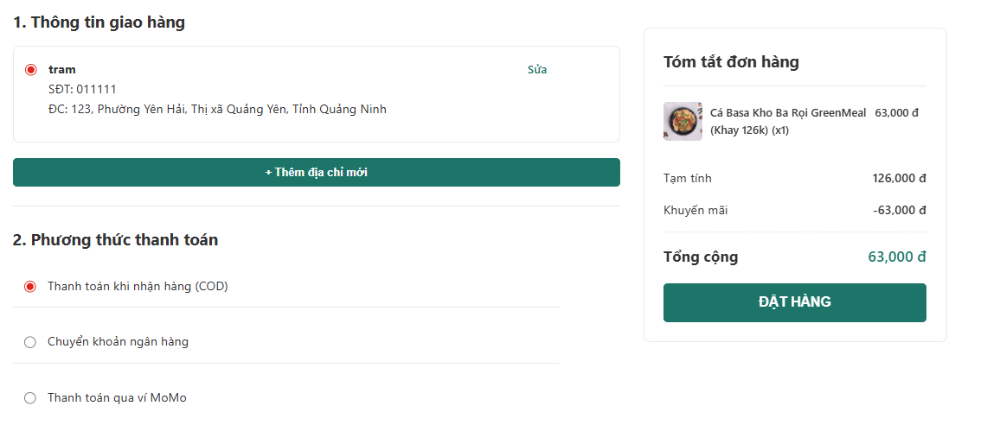 1. Thông tin giao hàng
tram
Sửa
SĐT: 011111
ĐC: 123, Phường Yên Hải, Thị xã Quảng Yên, Tỉnh Quảng Ninh
+ Thêm địa chỉ mới
2. Phương thức thanh toán
Thanh toán khi nhận hàng (COD)
Chuyển khoản ngân hàng
Thanh toán qua ví MoMo
Tóm tắt đơn hàng
Cá Basa Kho Ba Rọi GreenMeal 63,000 đ
(Khay 126k) (x1)
Tạm tính 126,000 đ
Khuyến mãi -63,000 đ
Tổng cộng 63,000 đ
ĐẶT HÀNG